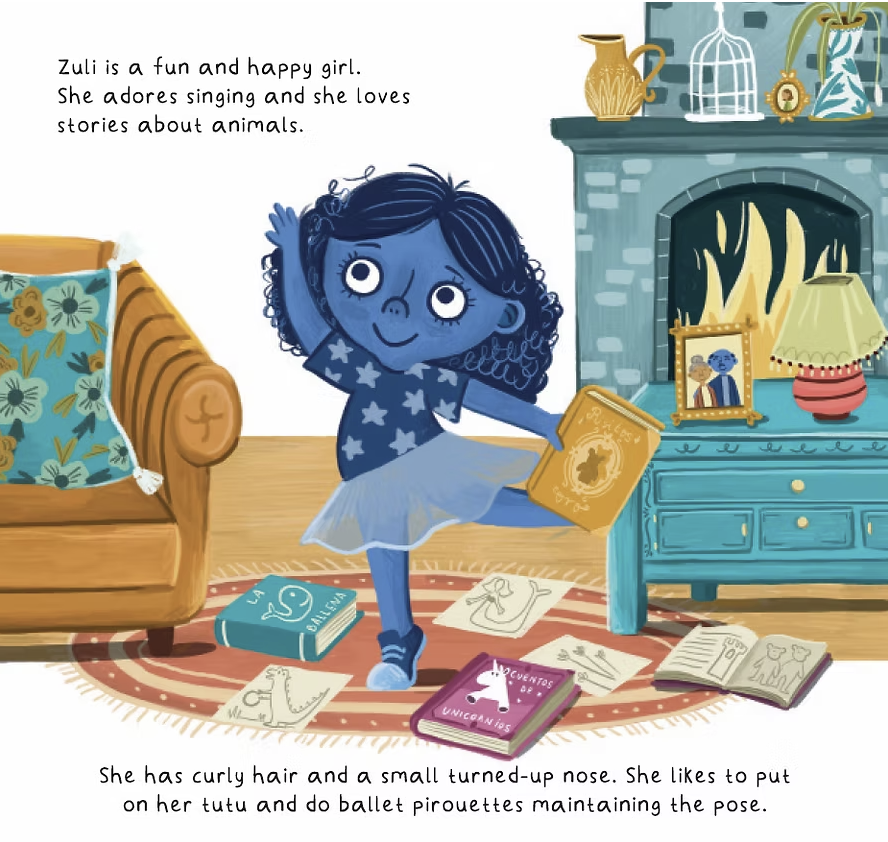 Zuli is a fun and happy girl.
She adores singing and she loves
stories about animals.
LA
BALLENA
CUENTOS
DE
UNICORNIOS
She has curly hair and a small turned-up nose. She likes to put
on her tutu and do ballet pirouettes maintaining the pose.